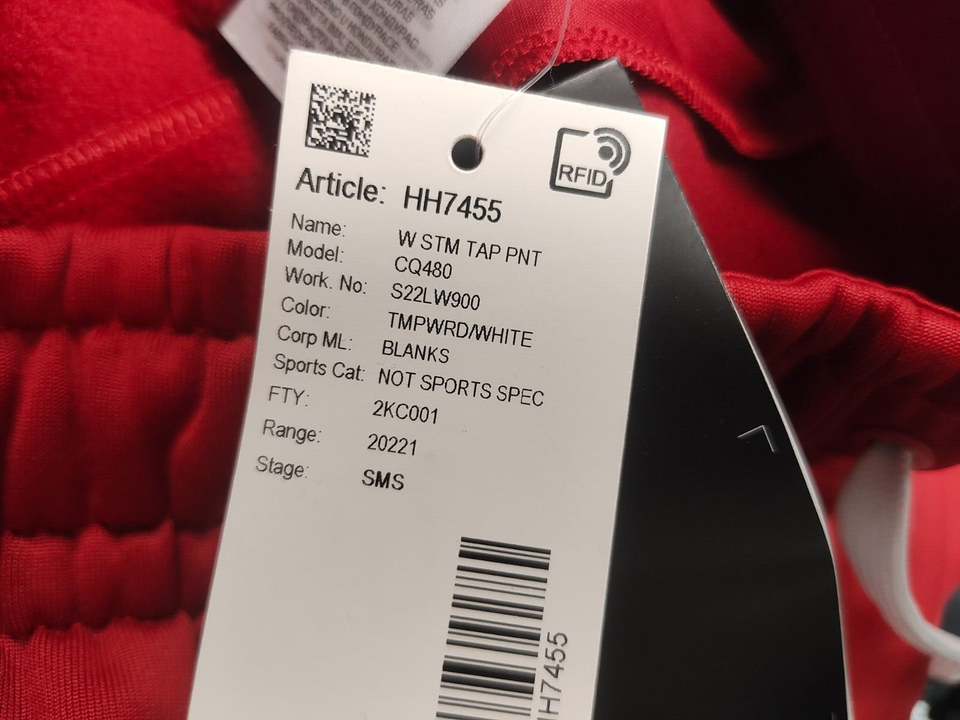 RFID
Article: HH7455
Name: W STM TAP PNT
Model: CQ480
Work. No: S22LW900
Color: TMPWRD/WHITE
Corp ML: BLANKS
Sports Cat: NOT SPORTS SPEC
FTY: 2KC001
Range: 20221
Stage: SMS
HH7455